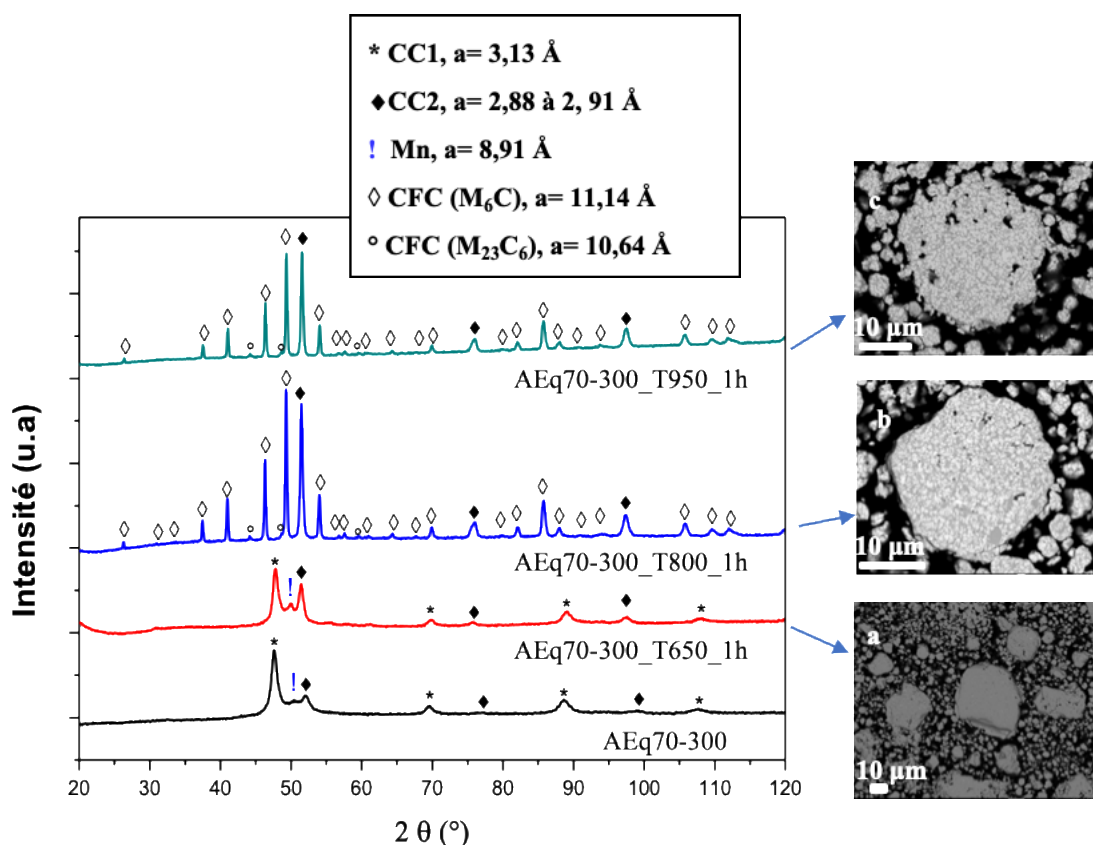 * CC1, a= 3,13 Å
♦ CC2, a= 2,88 à 2, 91 Å
! Mn, a= 8,91 Å
◊ CFC (M₆C), a= 11,14 Å
° CFC (M₂₃C₆), a= 10,64 Å
Intensité (u.a)
AEq70-300_T950_1h
AEq70-300_T800_1h
AEq70-300_T650_1h
AEq70-300
20 30 40 50 60 70 80 90 100 110 120
2 θ (°)
c
10 µm
b
10 µm
a
10 µm